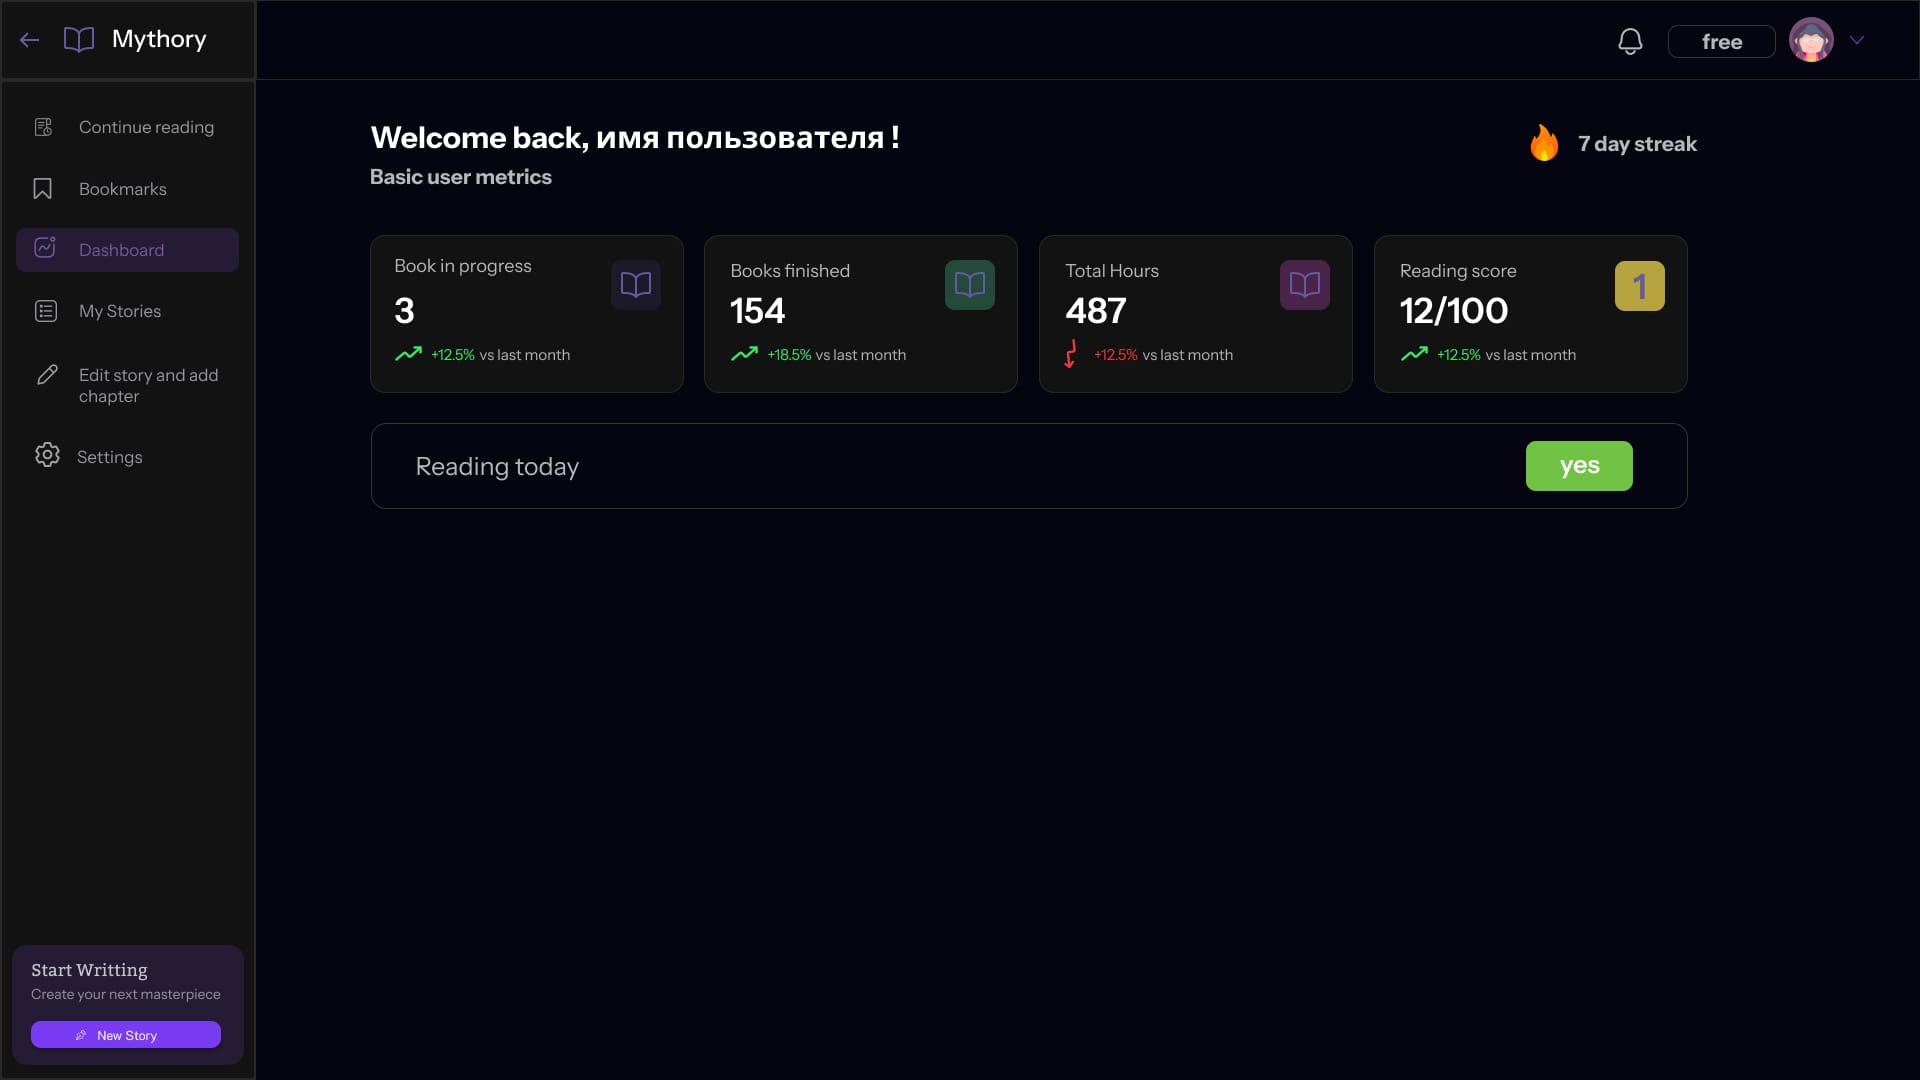 Mythory
free
Continue reading
Bookmarks
Dashboard
My Stories
Edit story and add
chapter
Settings
Start Writting
Create your next masterpiece
New Story
Welcome back, имя пользователя !
Basic user metrics
7 day streak
Book in progress
3
+12.5% vs last month
Books finished
154
+18.5% vs last month
Total Hours
487
+12.5% vs last month
Reading score
12/100
1
+12.5% vs last month
Reading today
yes